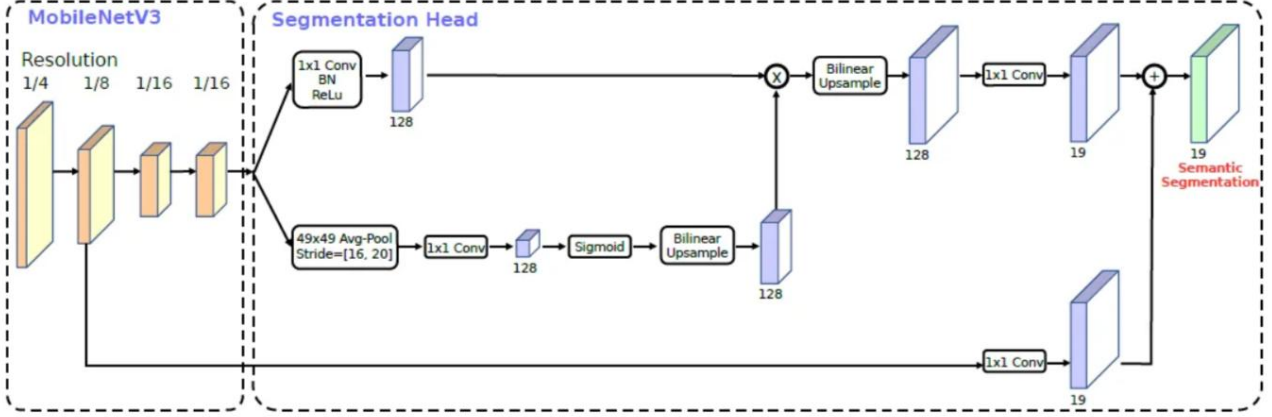 MobileNetV3
Segmentation Head
Resolution
1/4 1/8 1/16 1/16
1x1 Conv
BN
ReLu
128
X
Bilinear
Upsample
128
1x1 Conv
19
+
19
Semantic
Segmentation
49x49 Avg-Pool
Stride=[16, 20]
1x1 Conv
128
Sigmoid
Bilinear
Upsample
128
1x1 Conv
19